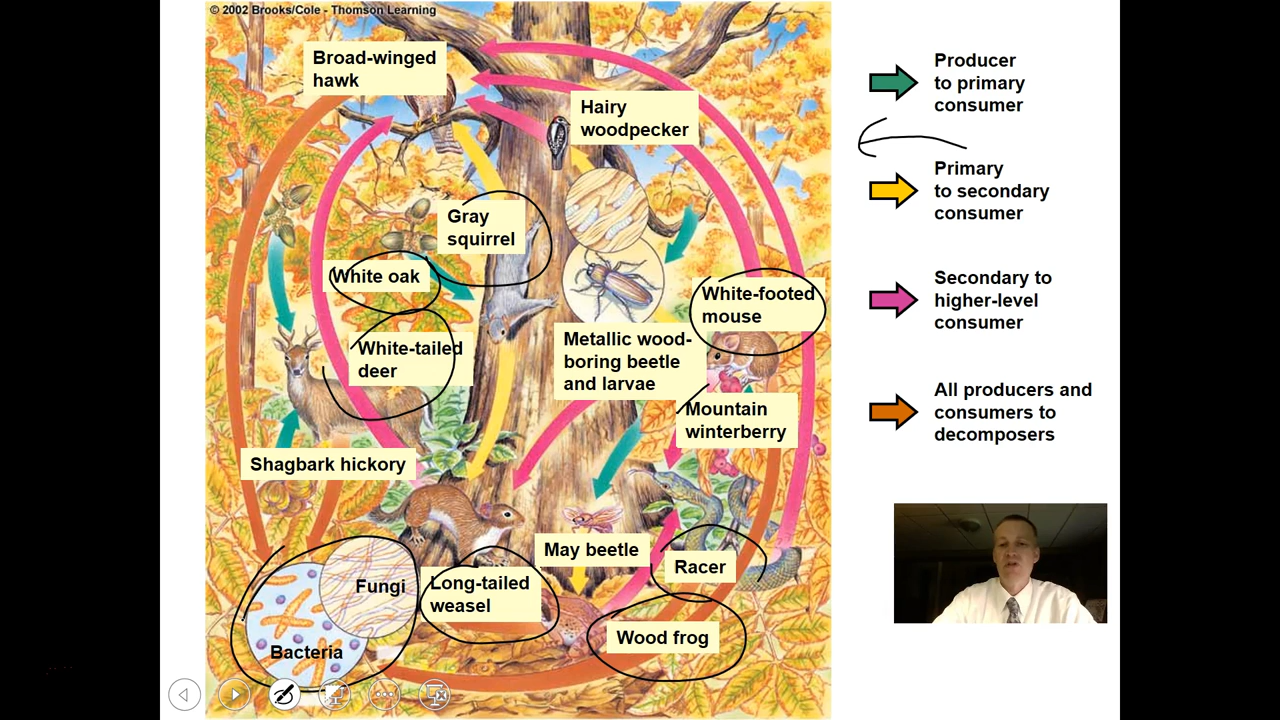 © 2002 Brooks/Cole - Thomson Learning
Broad-winged
hawk
Hairy
woodpecker
Gray
squirrel
White oak
White-footed
mouse
White-tailed
deer
Metallic wood-
boring beetle
and larvae
Mountain
winterberry
Shagbark hickory
May beetle
Racer
Fungi
Long-tailed
weasel
Wood frog
Bacteria
Producer
to primary
consumer
Primary
to secondary
consumer
Secondary to
higher-level
consumer
All producers and
consumers to
decomposers